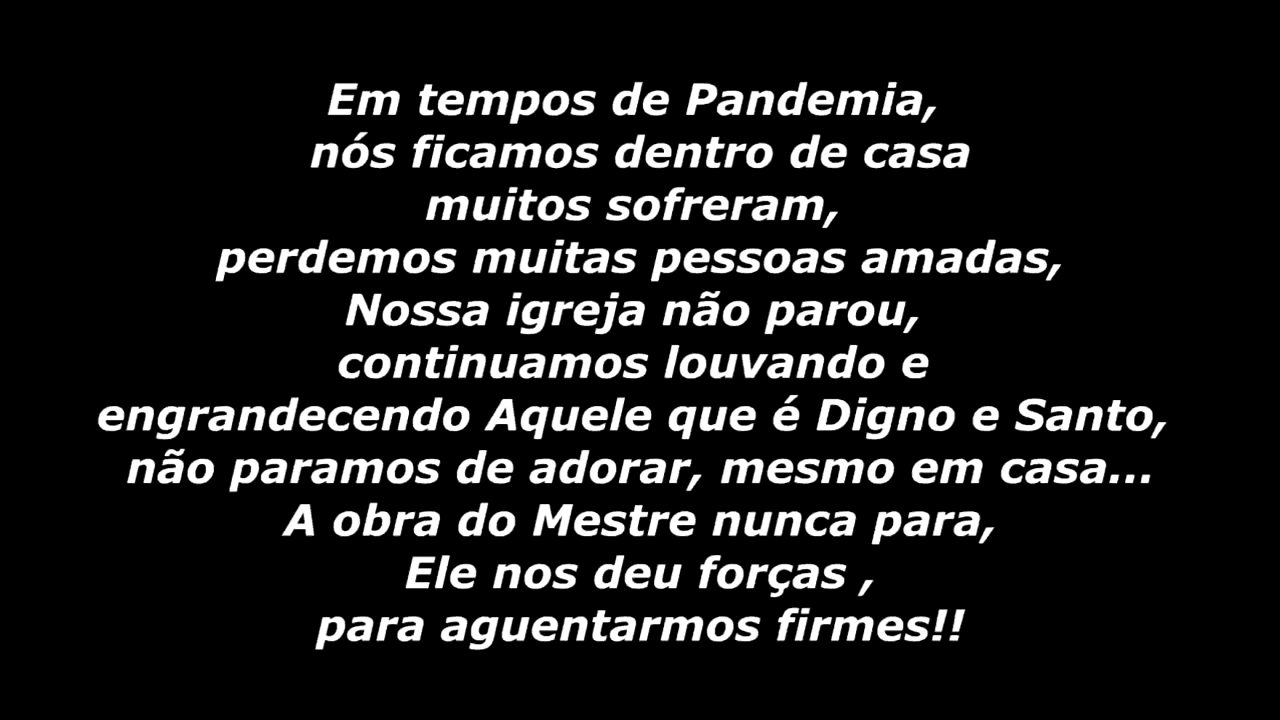 Em tempos de Pandemia,
nós ficamos dentro de casa
muitos sofreram,
perdemos muitas pessoas amadas,
Nossa igreja não parou,
continuamos louvando e
engrandecendo Aquele que é Digno e Santo,
não paramos de adorar, mesmo em casa...
A obra do Mestre nunca para,
Ele nos deu forças ,
para aguentarmos firmes!!